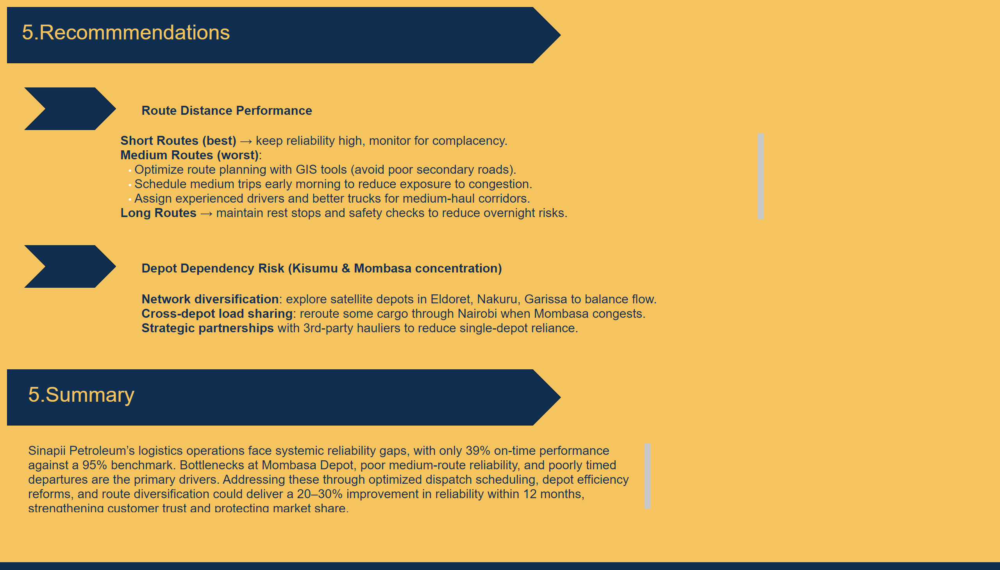 5.Recommmendations
Route Distance Performance
Short Routes (best) → keep reliability high, monitor for complacency.
Medium Routes (worst):
• Optimize route planning with GIS tools (avoid poor secondary roads).
• Schedule medium trips early morning to reduce exposure to congestion.
• Assign experienced drivers and better trucks for medium-haul corridors.
Long Routes → maintain rest stops and safety checks to reduce overnight risks.
Depot Dependency Risk (Kisumu & Mombasa concentration)
Network diversification: explore satellite depots in Eldoret, Nakuru, Garissa to balance flow.
Cross-depot load sharing: reroute some cargo through Nairobi when Mombasa congests.
Strategic partnerships with 3rd-party hauliers to reduce single-depot reliance.
5.Summary
Sinapii Petroleum’s logistics operations face systemic reliability gaps, with only 39% on-time performance
against a 95% benchmark. Bottlenecks at Mombasa Depot, poor medium-route reliability, and poorly timed
departures are the primary drivers. Addressing these through optimized dispatch scheduling, depot efficiency
reforms, and route diversification could deliver a 20–30% improvement in reliability within 12 months,
strengthening customer trust and protecting market share.